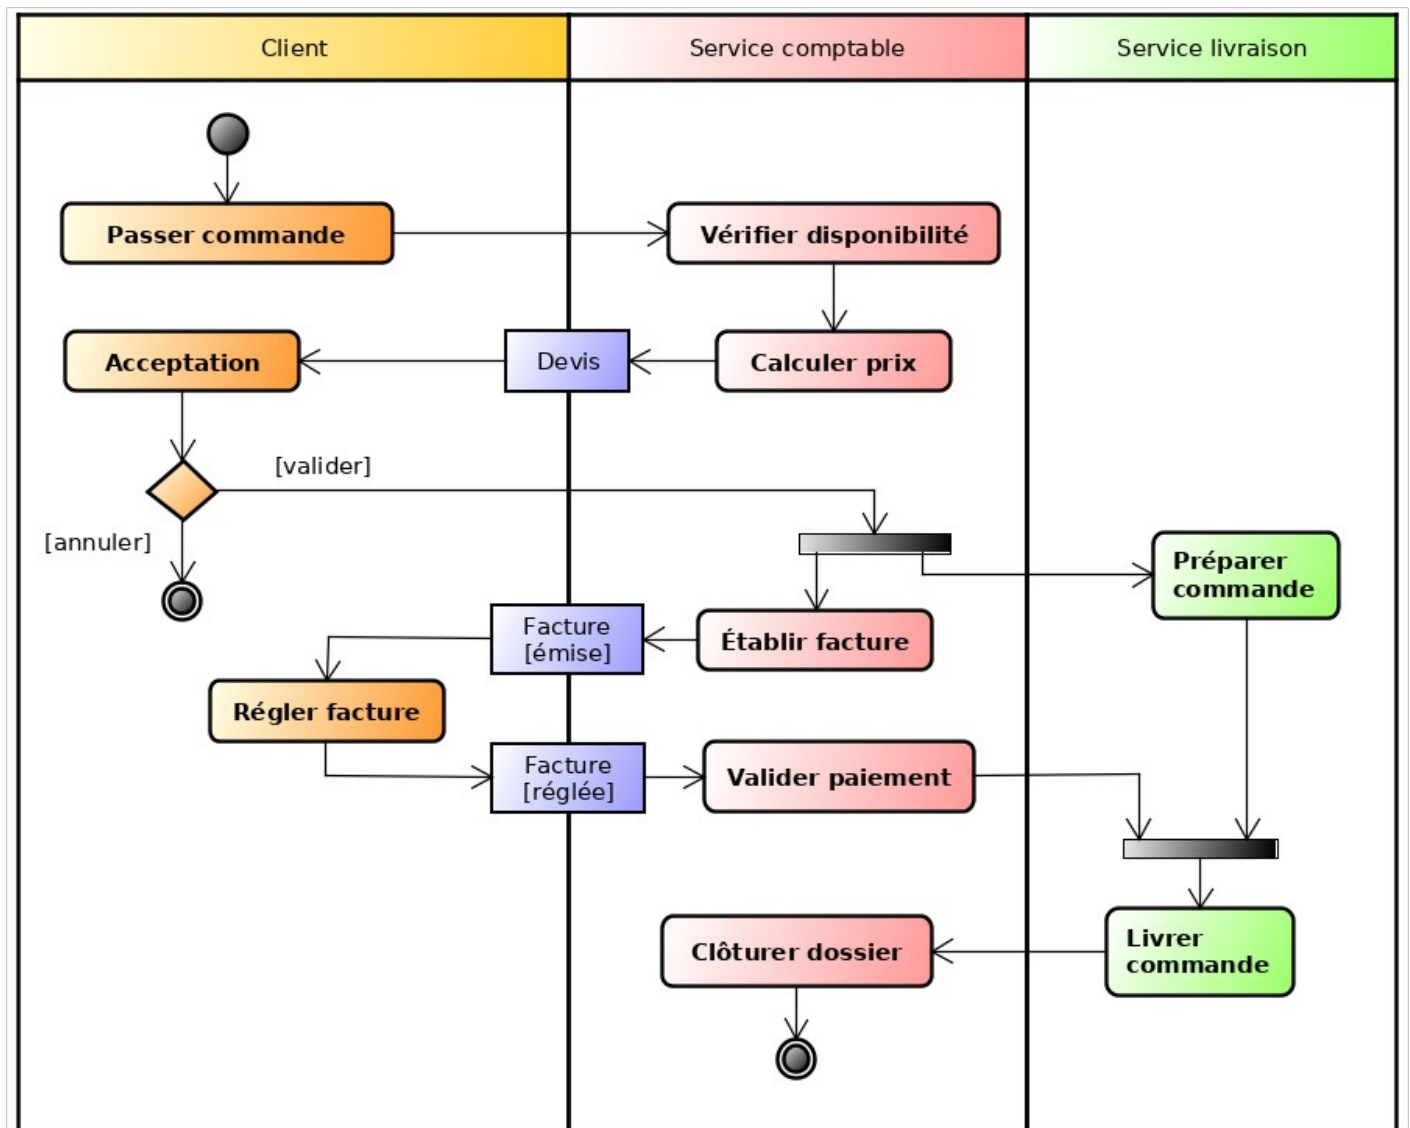 Client
Service comptable
Service livraison
Passer commande
Vérifier disponibilité
Acceptation
Devis
Calculer prix
[valider]
[annuler]
Préparer
commande
Facture
[émise]
Établir facture
Régler facture
Facture
[réglée]
Valider paiement
Clôturer dossier
Livrer
commande